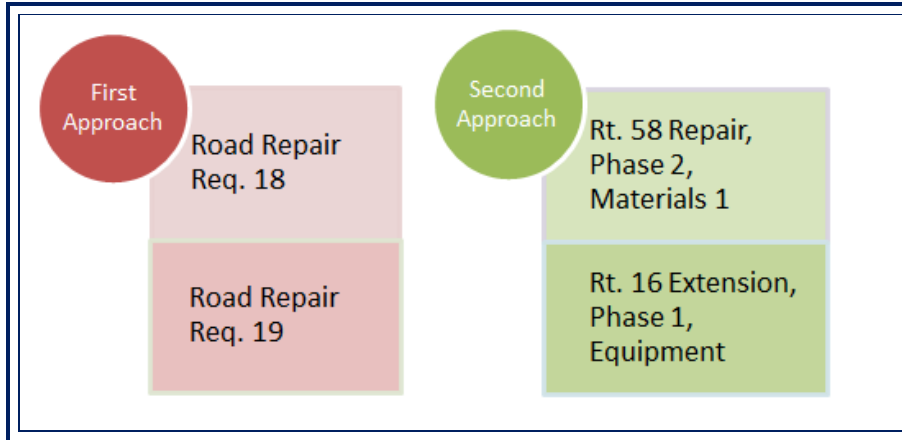 First
Approach
Road Repair
Req. 18
Road Repair
Req. 19
Second
Approach
Rt. 58 Repair,
Phase 2,
Materials 1
Rt. 16 Extension,
Phase 1,
Equipment